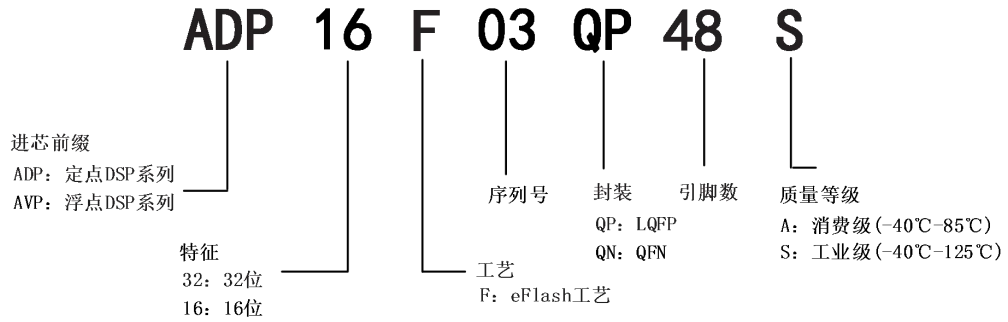 ADP 16 F 03 QP 48 S
进芯前缀
ADP：定点DSP系列
AVP：浮点DSP系列
特征
32：32位
16：16位
工艺
F：eFlash工艺
序列号
封装
QP：LQFP
QN：QFN
引脚数
质量等级
A：消费级(-40℃-85℃)
S：工业级(-40℃-125℃)